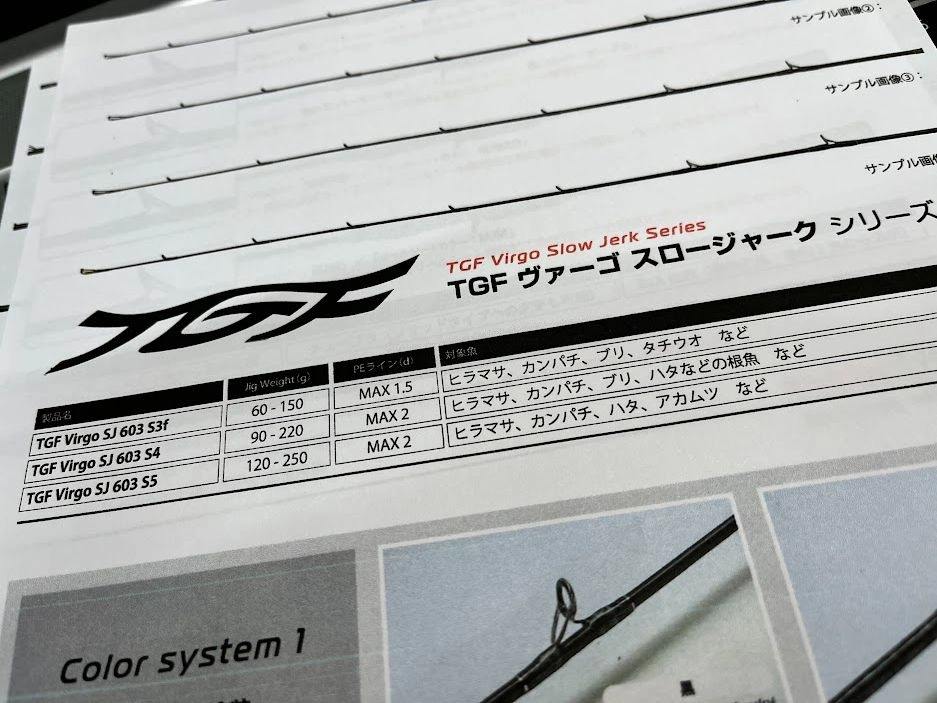 サンプル画像②：
サンプル画像③：
サンプル画
TGF
TGF Virgo Slow Jerk Series
TGF ヴァーゴ スロージャーク シリーズ
製品名 Jig Weight(g) PEライン(d) 対象魚
TGF Virgo SJ 603 S3f 60 - 150 MAX 1.5 ヒラマサ、カンパチ、ブリ、タチウオ など
TGF Virgo SJ 603 S4 90 - 220 MAX 2 ヒラマサ、カンパチ、ブリ、ハタなどの根魚 など
TGF Virgo SJ 603 S5 120 - 250 MAX 2 ヒラマサ、カンパチ、ハタ、アカムツ など
Color system 1
黒